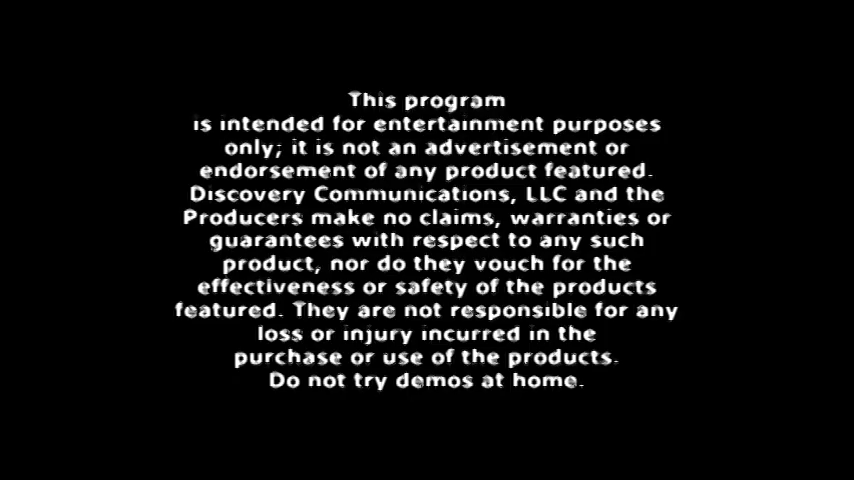 This program
is intended for entertainment purposes
only; it is not an advertisement or
endorsement of any product featured.
Discovery Communications, LLC and the
Producers make no claims, warranties or
guarantees with respect to any such
product, nor do they vouch for the
effectiveness or safety of the products
featured. They are not responsible for any
loss or injury incurred in the
purchase or use of the products.
Do not try demos at home.